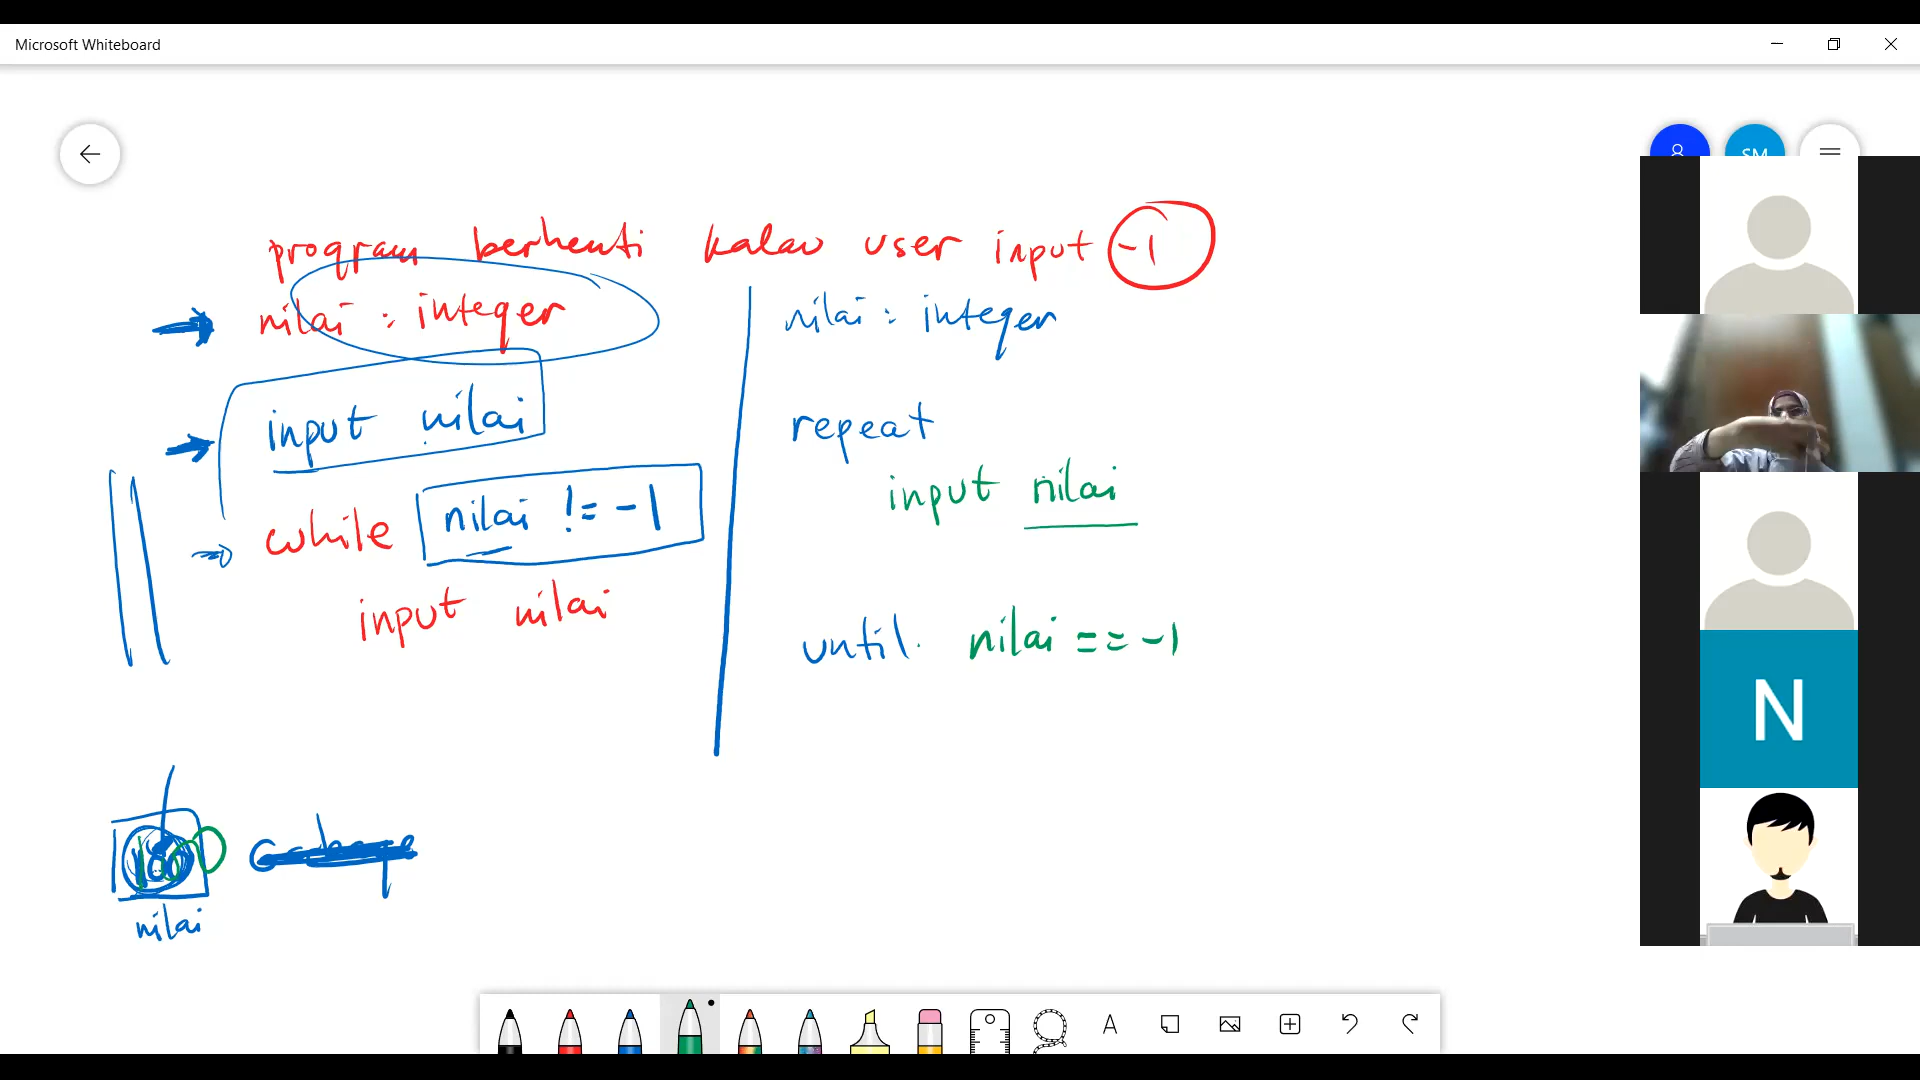 Microsoft Whiteboard
SM
program berhenti kalau user input -1
nilai : integer
input nilai
while nilai != -1
input nilai
nilai : integer
repeat
input nilai
until nilai == -1
N
nilai
A